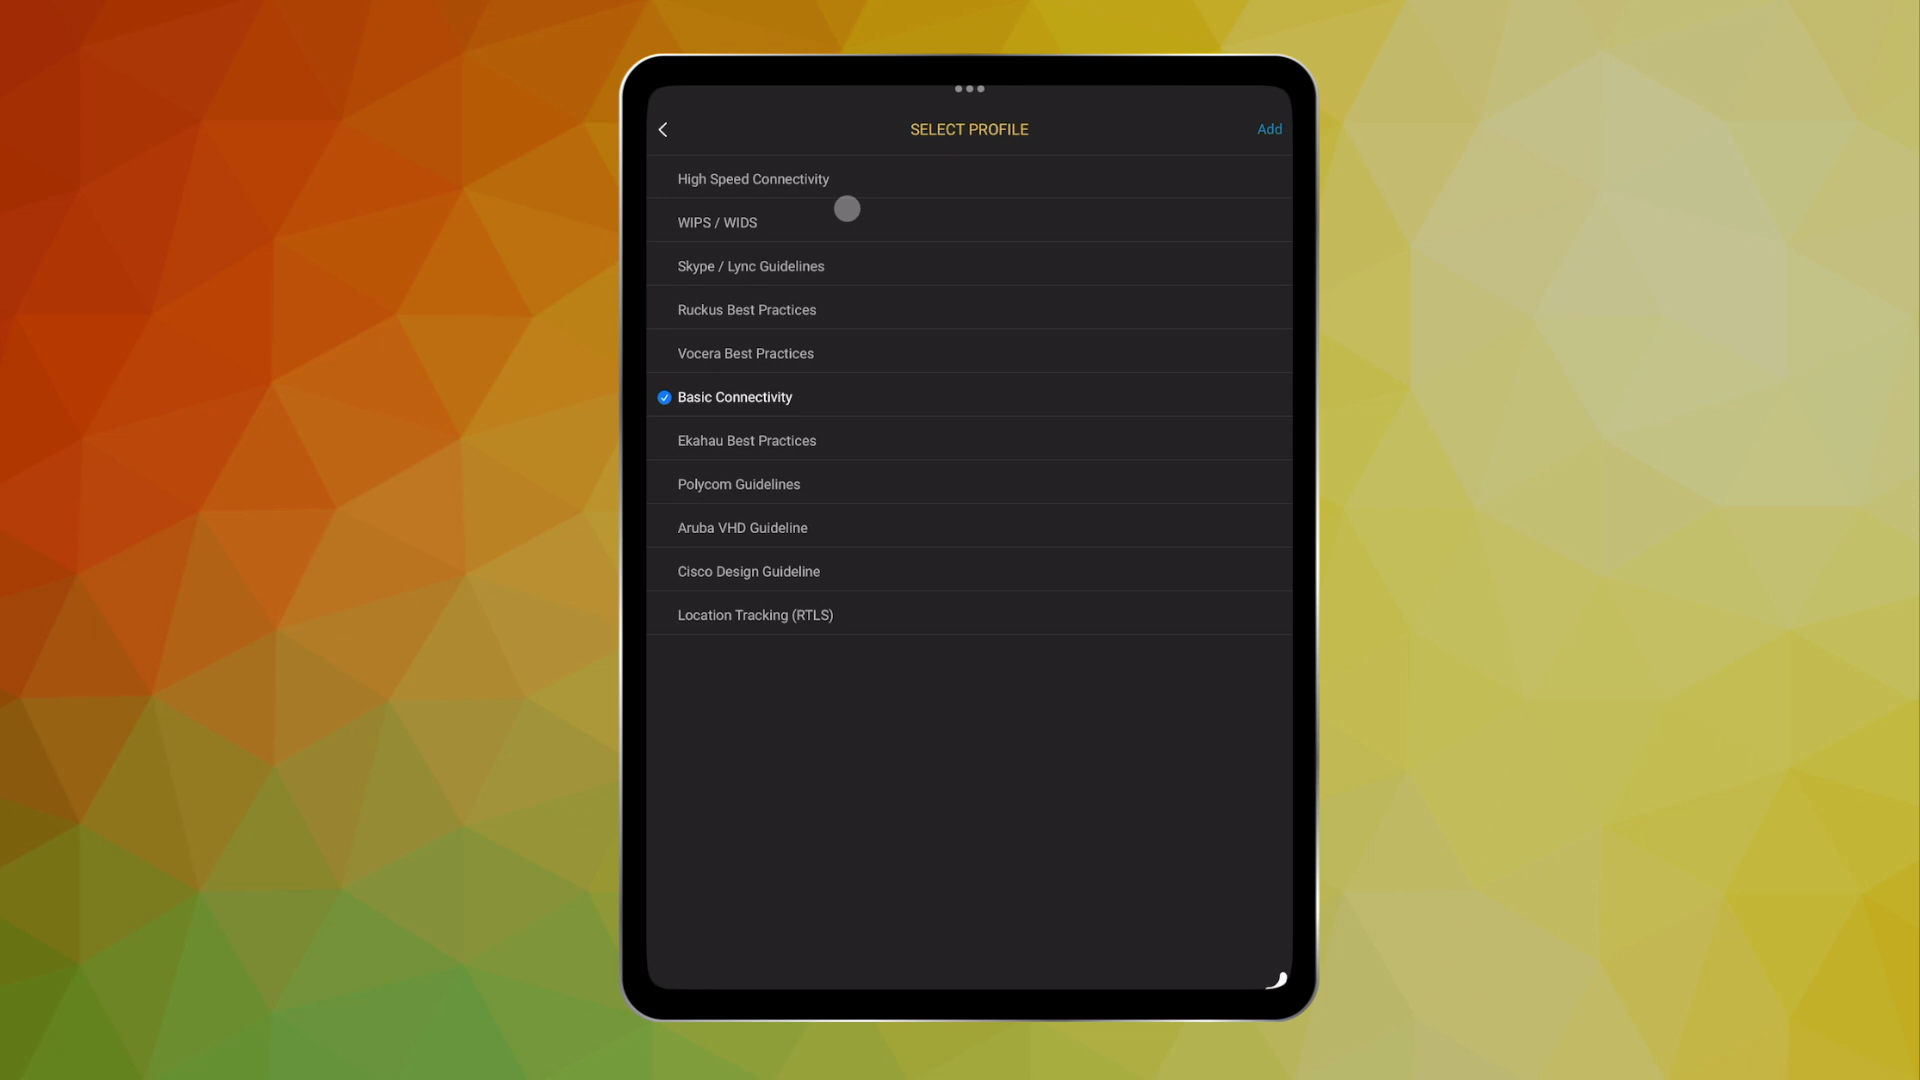 SELECT PROFILE
Add
High Speed Connectivity
WIPS / WIDS
Skype / Lync Guidelines
Ruckus Best Practices
Vocera Best Practices
Basic Connectivity
Ekahau Best Practices
Polycom Guidelines
Aruba VHD Guideline
Cisco Design Guideline
Location Tracking (RTLS)